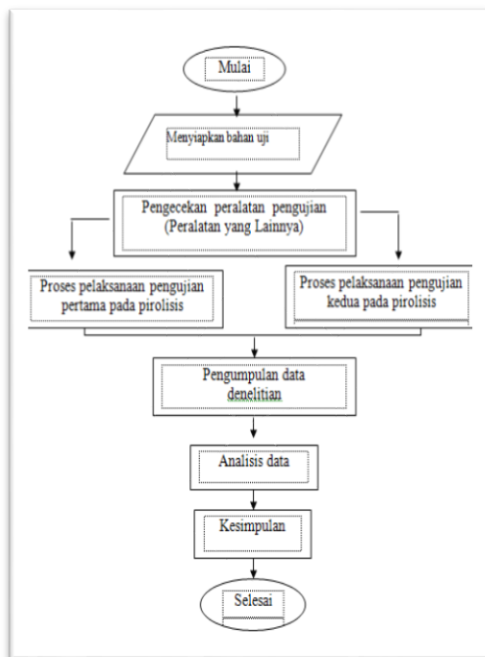 Mulai
Menyiapkan bahan uji
Pengecekan peralatan pengujian
(Peralatan yang Lainnya)
Proses pelaksanaan pengujian
pertama pada pirolisis
Proses pelaksanaan pengujian
kedua pada pirolisis
Pengumpulan data
denelitian
Analisis data
Kesimpulan
Selesai